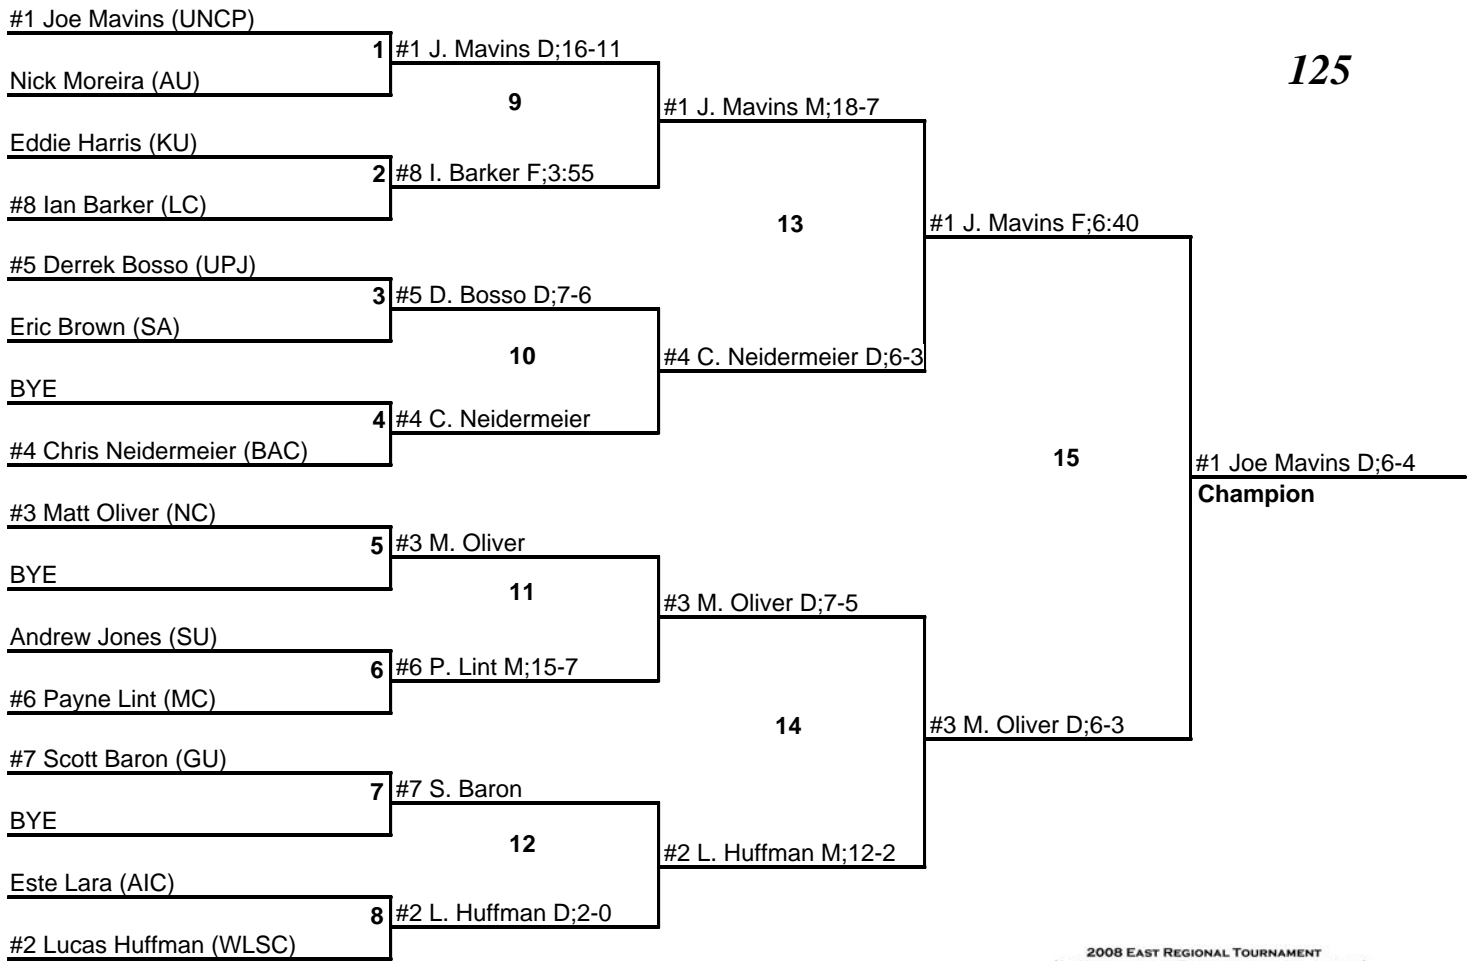 #1 Joe Mavins (UNCP)
1 #1 J. Mavins D;16-11
125
Nick Moreira (AU)
9
#1 J. Mavins M;18-7
Eddie Harris (KU)
2 #8 I. Barker F;3:55
#8 Ian Barker (LC)
13
#1 J. Mavins F;6:40
#5 Derrek Bosso (UPJ)
3 #5 D. Bosso D;7-6
Eric Brown (SA)
10
#4 C. Neidermeier D;6-3
BYE
4 #4 C. Neidermeier
#4 Chris Neidermeier (BAC)
15
#1 Joe Mavins D;6-4
Champion
#3 Matt Oliver (NC)
5 #3 M. Oliver
BYE
11
#3 M. Oliver D;7-5
Andrew Jones (SU)
6 #6 P. Lint M;15-7
#6 Payne Lint (MC)
14
#3 M. Oliver D;6-3
#7 Scott Baron (GU)
7 #7 S. Baron
BYE
12
#2 L. Huffman M;12-2
Este Lara (AIC)
8 #2 L. Huffman D;2-0
#2 Lucas Huffman (WLSC)
2008 EAST REGIONAL TOURNAMENT